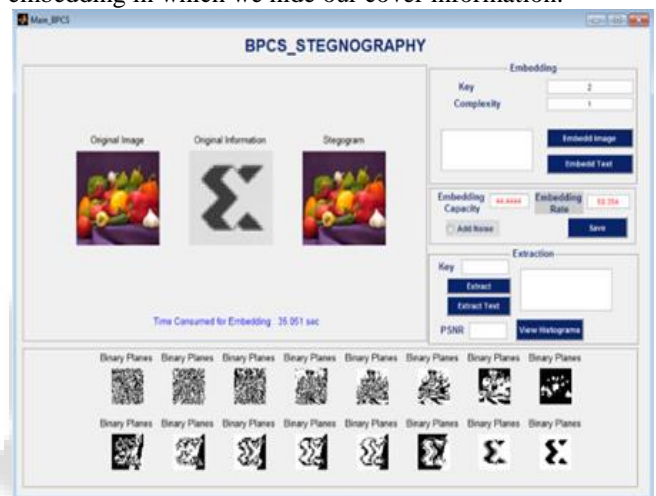 embedding in which we hide our cover information.
Main_BPCS
BPCS_STEGNOGRAPHY
Original Image Original Information Stegogram
Time Consumed for Embedding : 35.051 sec
Embedding
Key 2
Complexity 1
Embedd Image
Embedd Text
Embedding Capacity 44.4444 Embedding Rate
Add Noise Save
Extraction
Key
Extract
Extract Text
PSNR View Histograms
Binary Planes Binary Planes Binary Planes Binary Planes Binary Planes Binary Planes Binary Planes Binary Planes
Binary Planes Binary Planes Binary Planes Binary Planes Binary Planes Binary Planes Binary Planes Binary Planes